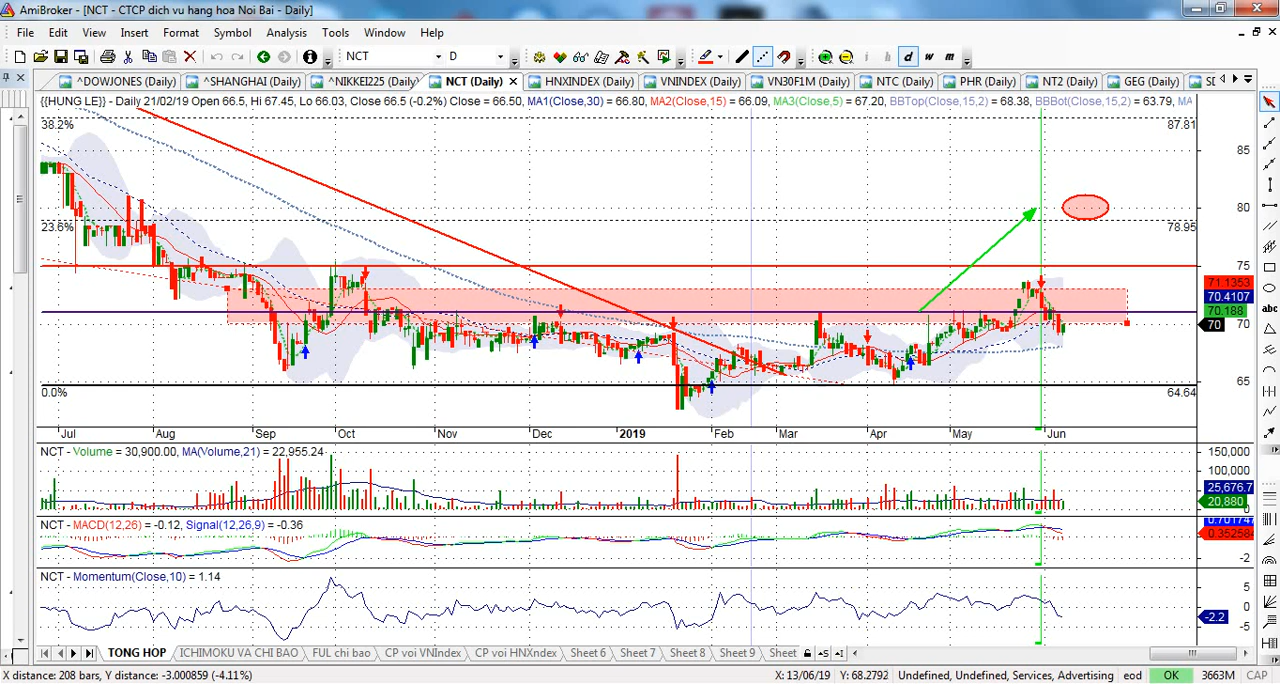 AmiBroker - [NCT - CTCP dich vu hang hoa Noi Bai - Daily]
File Edit View Insert Format Symbol Analysis Tools Window Help
NCT D i h d w m
^DOWJONES (Daily) ^SHANGHAI (Daily) ^NIKKEI225 (Daily) NCT (Daily) HNXINDEX (Daily) VNINDEX (Daily) VN30F1M (Daily) NTC (Daily) PHR (Daily) NT2 (Daily) GEG (Daily)
{{HUNG LE}} - Daily 21/02/19 Open 66.5, Hi 67.45, Lo 66.03, Close 66.5 (-0.2%) Close = 66.50, MA1(Close,30) = 66.80, MA2(Close,15) = 66.09, MA3(Close,5) = 67.20, BBTop(Close,15,2) = 68.38, BBBot(Close,15,2) = 63.79, MA
38.2% 87.81
85
80
23.6% 78.95
75
71.1353
70.4107
70.188
70 70
65
0.0% 64.64
Jul Aug Sep Oct Nov Dec 2019 Feb Mar Apr May Jun
NCT - Volume = 30,900.00, MA(Volume,21) = 22,955.24
150,000
100,000
25,676.7
20,880
NCT - MACD(12,26) = -0.12, Signal(12,26,9) = -0.36
-2
NCT - Momentum(Close,10) = 1.14
5
0
-2.2
-5
abc
TONG HOP ICHIMOKU VA CHI BAO FUL chi bao CP voi VNIndex CP voi HNXIndex Sheet 6 Sheet 7 Sheet 8 Sheet 9 Sheet
X distance: 208 bars, Y distance: -3.000859 (-4.11%) X: 13/06/19 Y: 68.2792 Undefined, Undefined, Services, Advertising eod OK 3663M CAP